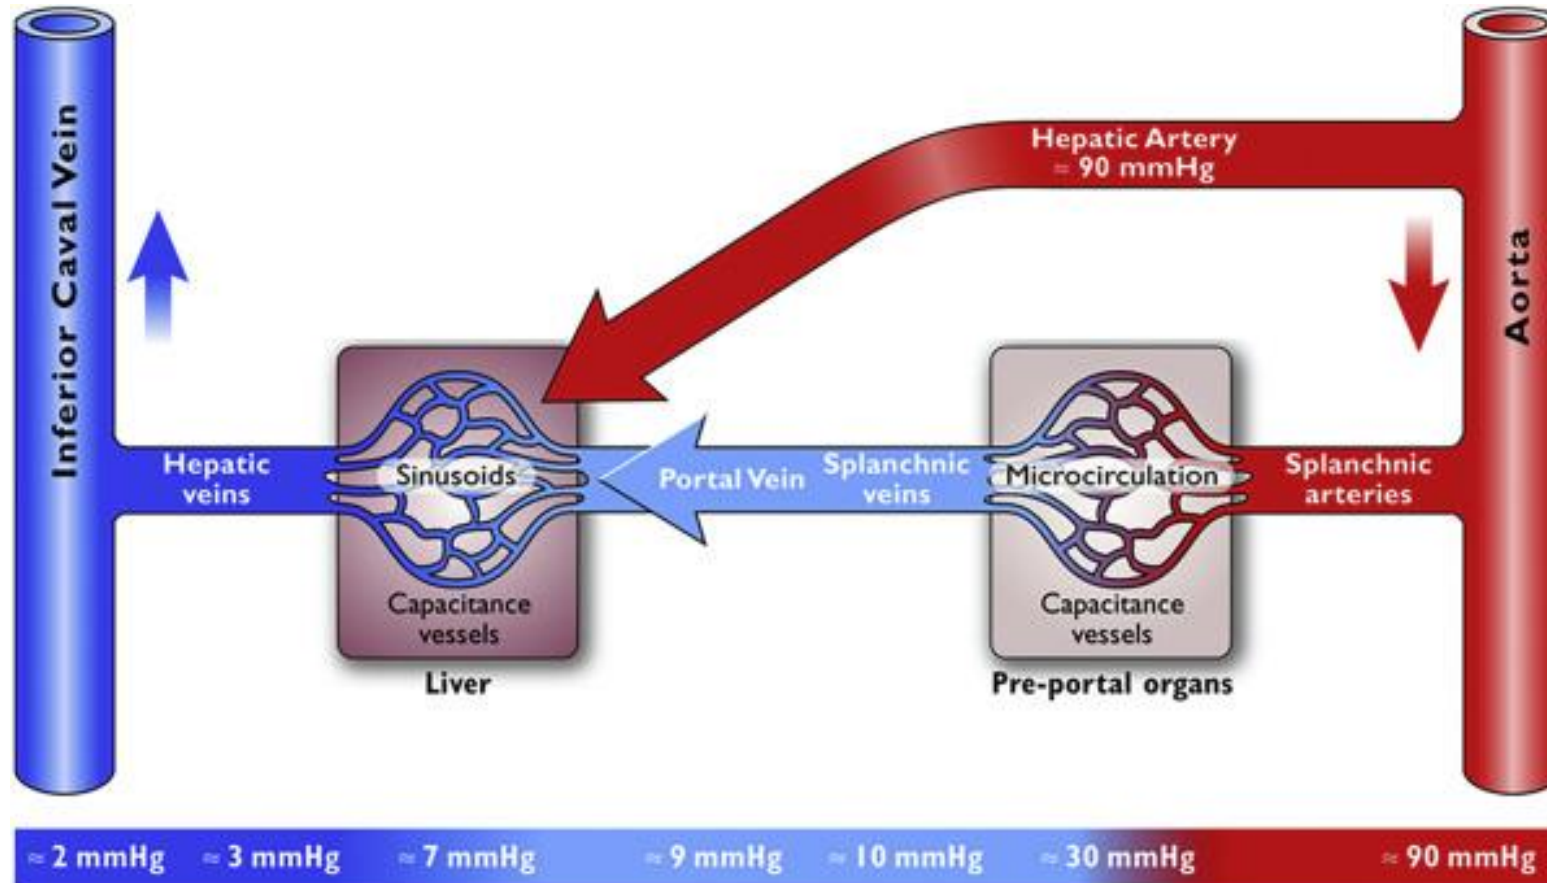 Inferior Caval Vein
Hepatic Artery
≈ 90 mmHg
Aorta
Hepatic
veins
Sinusoids
Portal Vein
Splanchnic
veins
Microcirculation
Splanchnic
arteries
Capacitance
vessels
Capacitance
vessels
Liver
Pre-portal organs
≈ 2 mmHg ≈ 3 mmHg ≈ 7 mmHg ≈ 9 mmHg ≈ 10 mmHg ≈ 30 mmHg ≈ 90 mmHg